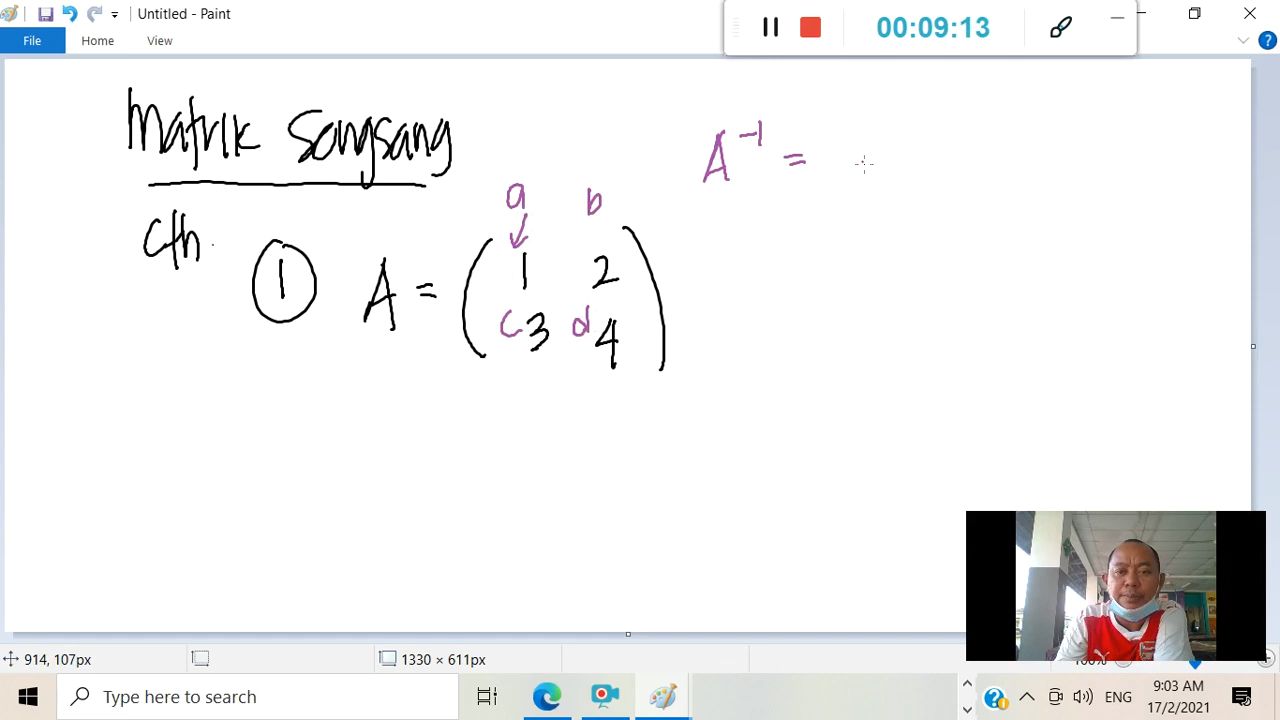 Untitled - Paint
00:09:13
File Home View
Matrik Songsang
A⁻¹ =
a b
Cth.
1 A = ( 1 2
c 3 d 4 )
914, 107px
1330 × 611px
100%
Type here to search
ENG
9:03 AM
17/2/2021